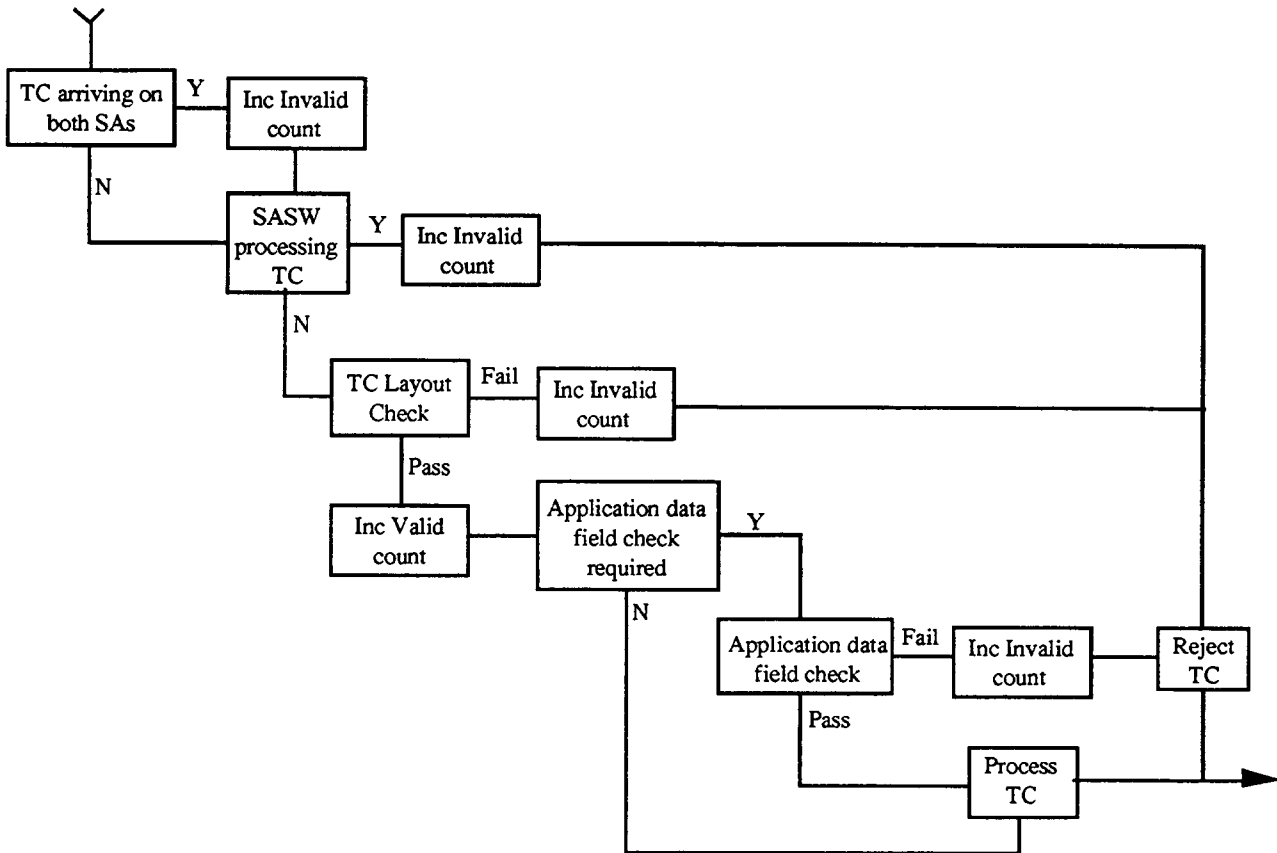 TC arriving on
both SAs
Y
Inc Invalid
count
N
SASW
processing
TC
Y
Inc Invalid
count
N
TC Layout
Check
Fail
Inc Invalid
count
Pass
Inc Valid
count
Application data
field check
required
Y
N
Application data
field check
Fail
Inc Invalid
count
Reject
TC
Pass
Process
TC